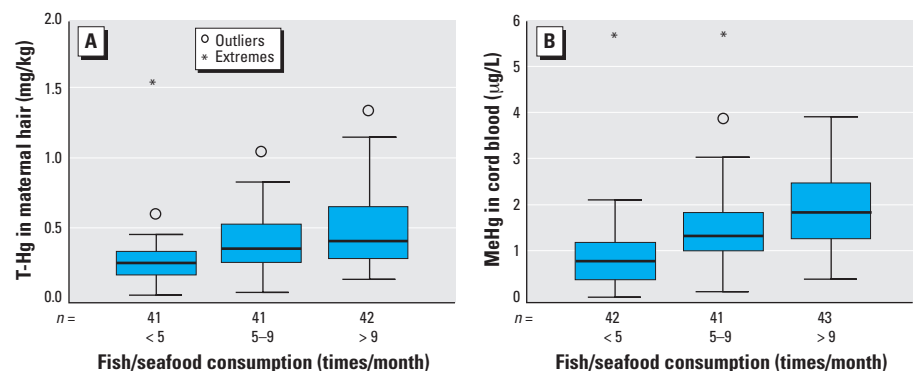 A
Outliers
* Extremes
T-Hg in maternal hair (mg/kg)
2.0
1.5
1.0
0.5
0.0
n = 41 41 42
< 5 5–9 > 9
Fish/seafood consumption (times/month)
B
MeHg in cord blood (μg/L)
6
5
4
3
2
1
0
n = 42 41 43
< 5 5–9 > 9
Fish/seafood consumption (times/month)